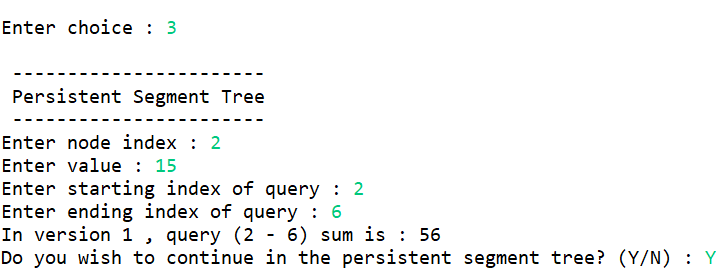 Enter choice : 3
-----------------------
Persistent Segment Tree
-----------------------
Enter node index : 2
Enter value : 15
Enter starting index of query : 2
Enter ending index of query : 6
In version 1 , query (2 - 6) sum is : 56
Do you wish to continue in the persistent segment tree? (Y/N) : Y